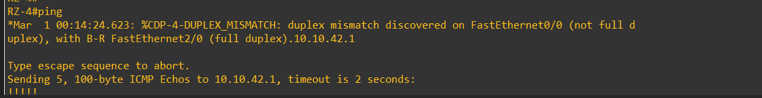 RZ-4#
RZ-4#ping
*Mar  1 00:14:24.623: %CDP-4-DUPLEX_MISMATCH: duplex mismatch discovered on FastEthernet0/0 (not full d
uplex), with B-R FastEthernet2/0 (full duplex).10.10.42.1

Type escape sequence to abort.
Sending 5, 100-byte ICMP Echos to 10.10.42.1, timeout is 2 seconds:
!!!!!